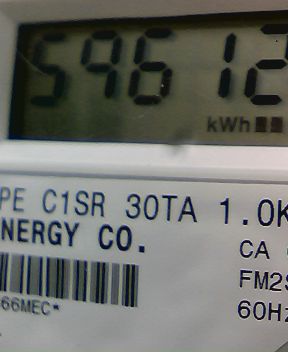 59612
kWh
PE C1SR 30TA 1.0K
NERGY CO.
CA
FM2S
66MEC*
60Hz